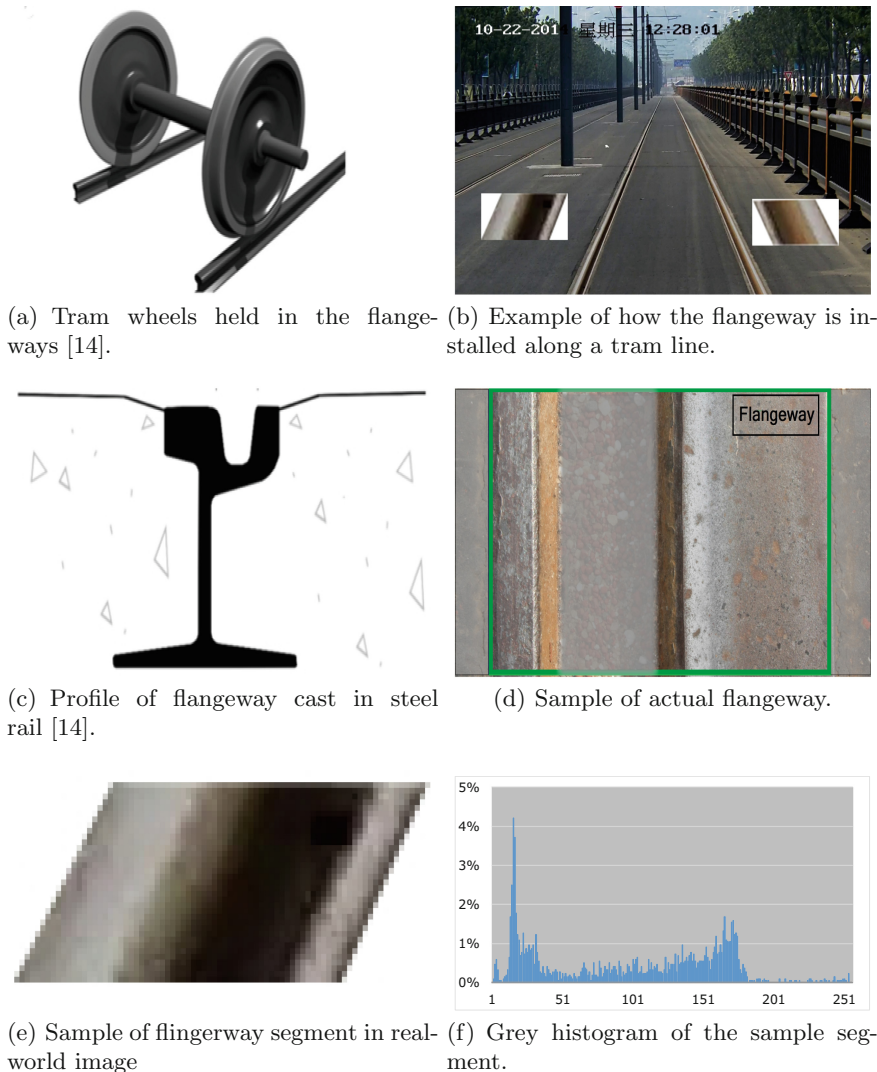 10-22-2014 星期三 12:28:01
(a) Tram wheels held in the flange-
ways [14].
(b) Example of how the flangeway is in-
stalled along a tram line.
Flangeway
(c) Profile of flangeway cast in steel
rail [14].
(d) Sample of actual flangeway.
5%
4%
3%
2%
1%
0%
1 51 101 151 201 251
(e) Sample of flingerway segment in real-
world image
(f) Grey histogram of the sample seg-
ment.